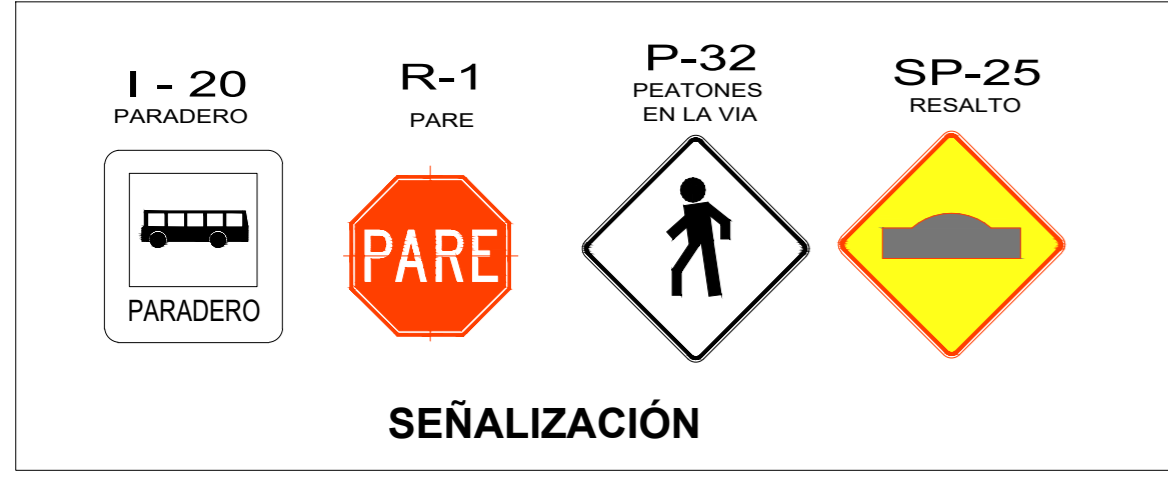 I - 20
PARADERO
PARADERO
R-1
PARE
PARE
P-32
PEATONES
EN LA VIA
SP-25
RESALTO
SEÑALIZACIÓN